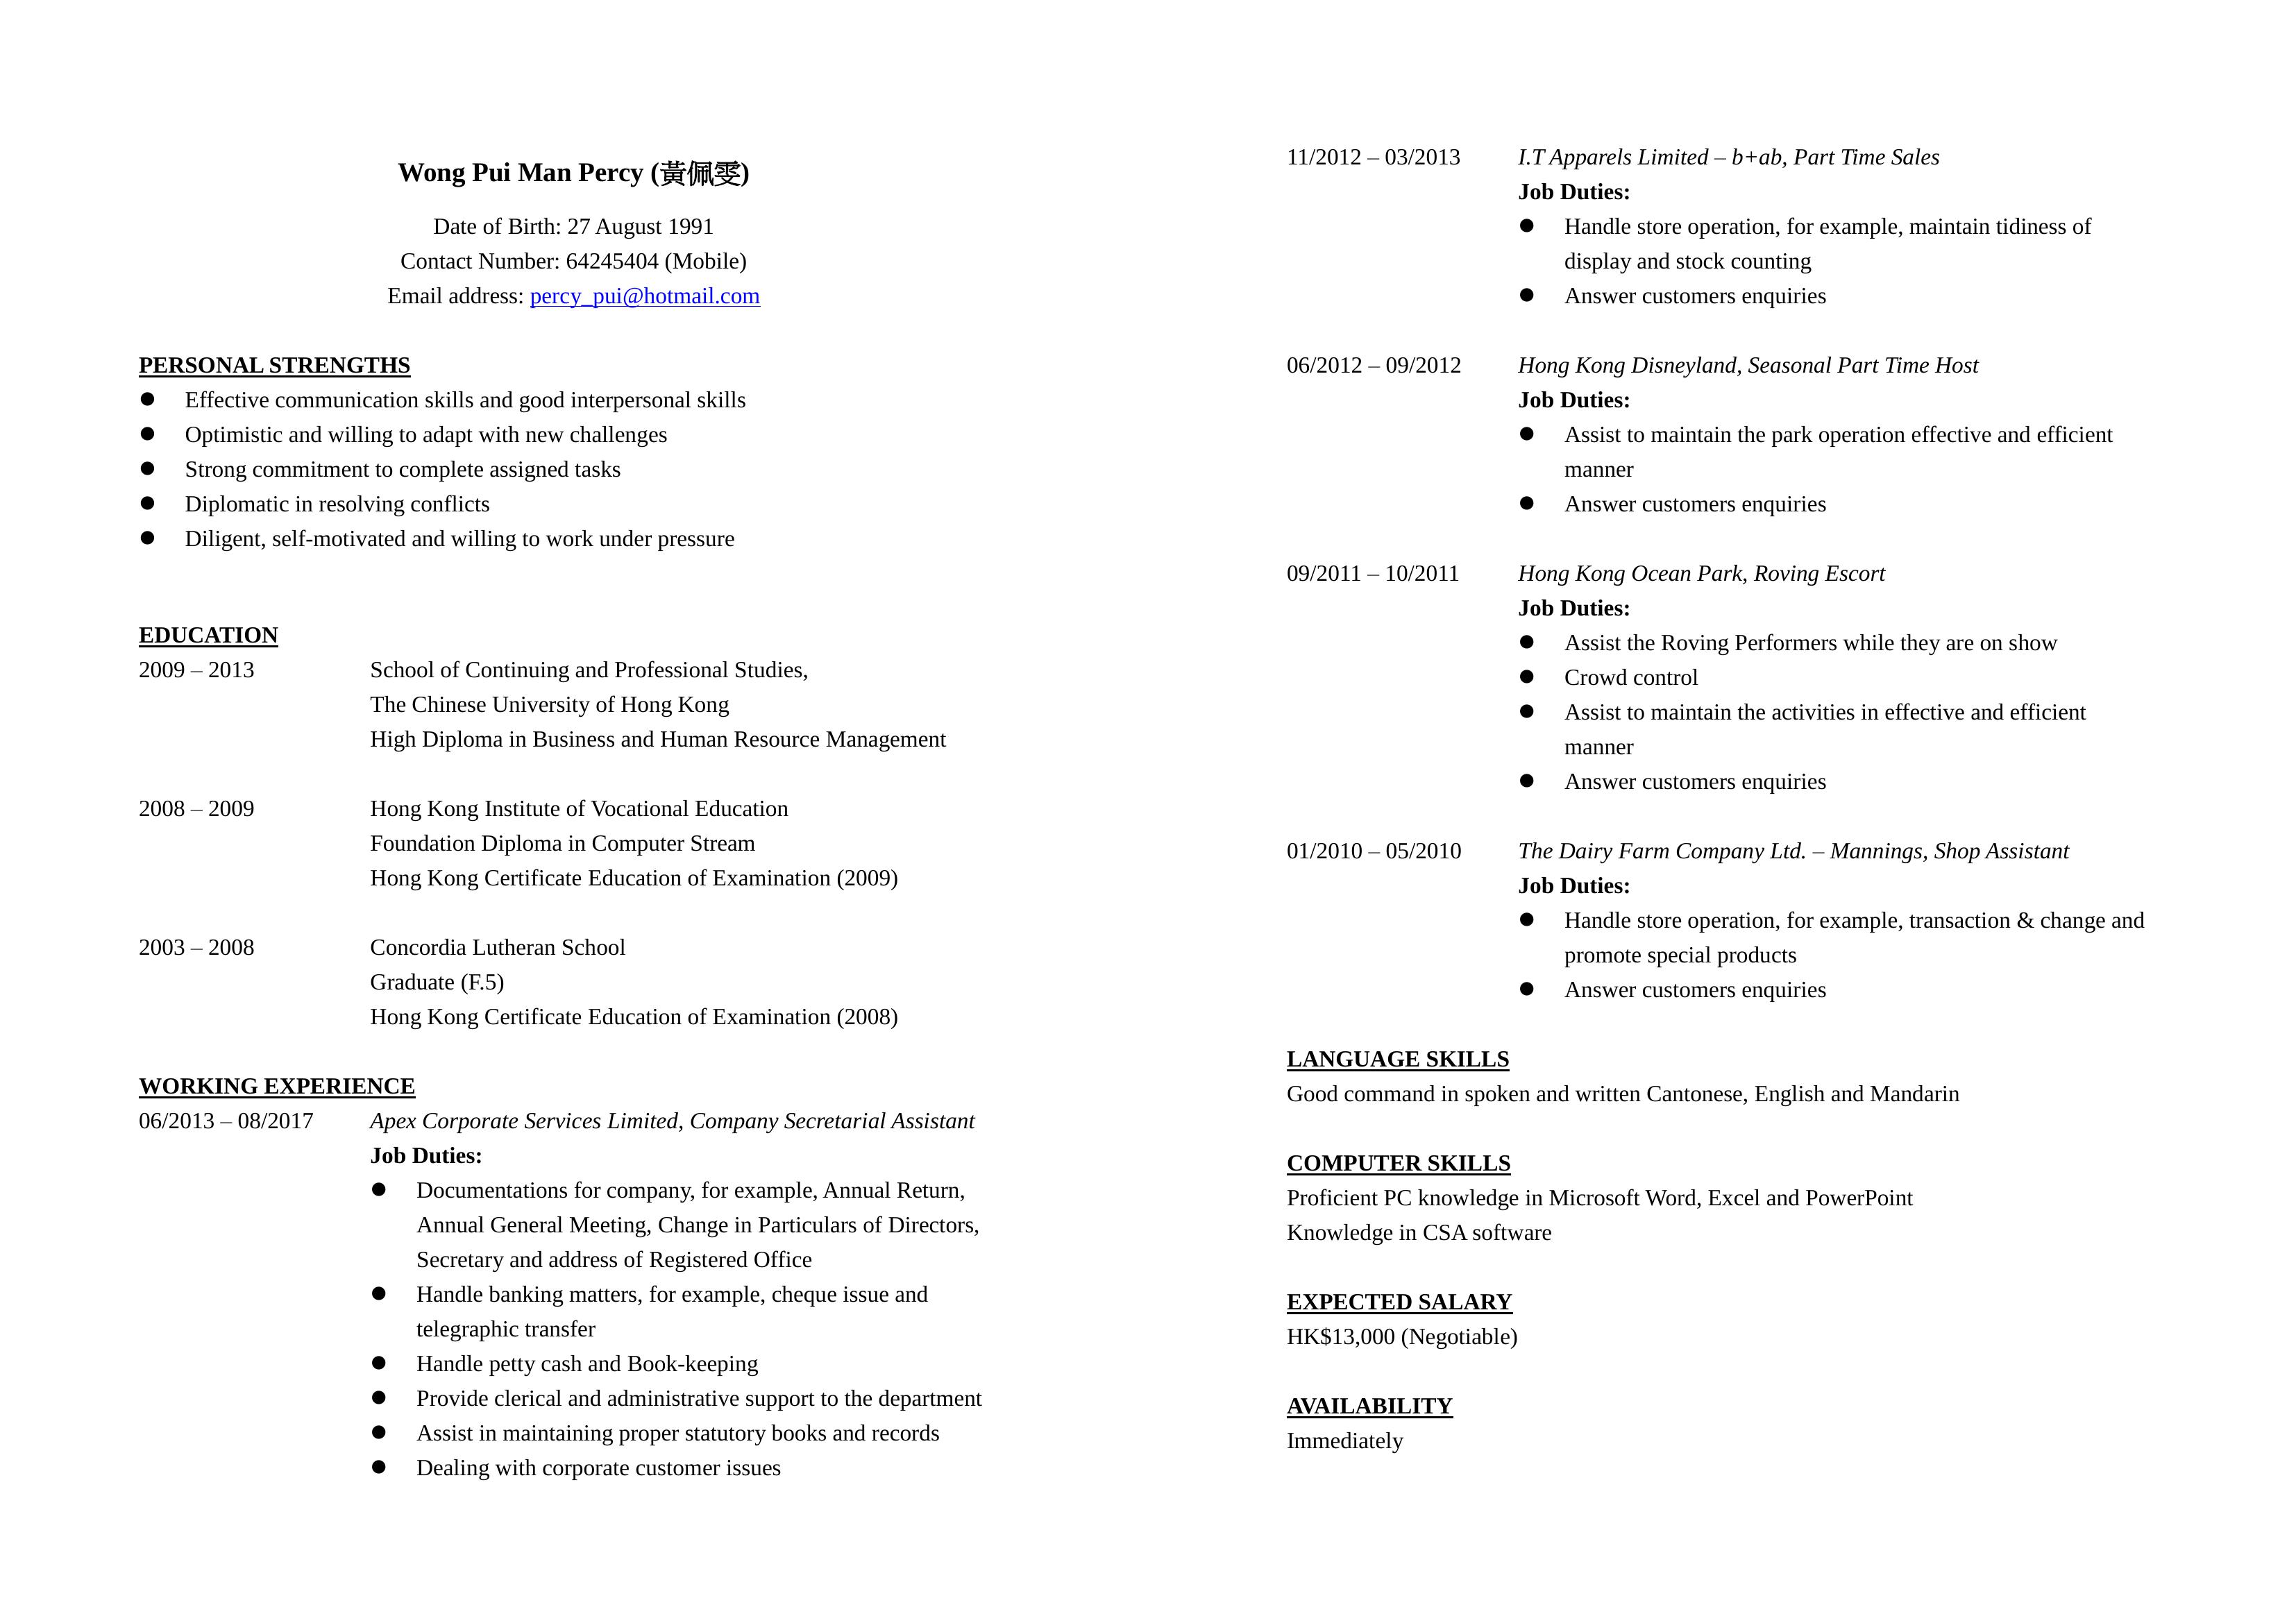 Wong Pui Man Percy (黃佩雯)
Date of Birth: 27 August 1991
Contact Number: 64245404 (Mobile)
Email address: percy_pui@hotmail.com
PERSONAL STRENGTHS
● Effective communication skills and good interpersonal skills
● Optimistic and willing to adapt with new challenges
● Strong commitment to complete assigned tasks
● Diplomatic in resolving conflicts
● Diligent, self-motivated and willing to work under pressure
EDUCATION
2009 – 2013 School of Continuing and Professional Studies,
The Chinese University of Hong Kong
High Diploma in Business and Human Resource Management
2008 – 2009 Hong Kong Institute of Vocational Education
Foundation Diploma in Computer Stream
Hong Kong Certificate Education of Examination (2009)
2003 – 2008 Concordia Lutheran School
Graduate (F.5)
Hong Kong Certificate Education of Examination (2008)
WORKING EXPERIENCE
06/2013 – 08/2017 Apex Corporate Services Limited, Company Secretarial Assistant
Job Duties:
● Documentations for company, for example, Annual Return,
Annual General Meeting, Change in Particulars of Directors,
Secretary and address of Registered Office
● Handle banking matters, for example, cheque issue and
telegraphic transfer
● Handle petty cash and Book-keeping
● Provide clerical and administrative support to the department
● Assist in maintaining proper statutory books and records
● Dealing with corporate customer issues
11/2012 – 03/2013 I.T Apparels Limited – b+ab, Part Time Sales
Job Duties:
● Handle store operation, for example, maintain tidiness of
display and stock counting
● Answer customers enquiries
06/2012 – 09/2012 Hong Kong Disneyland, Seasonal Part Time Host
Job Duties:
● Assist to maintain the park operation effective and efficient
manner
● Answer customers enquiries
09/2011 – 10/2011 Hong Kong Ocean Park, Roving Escort
Job Duties:
● Assist the Roving Performers while they are on show
● Crowd control
● Assist to maintain the activities in effective and efficient
manner
● Answer customers enquiries
01/2010 – 05/2010 The Dairy Farm Company Ltd. – Mannings, Shop Assistant
Job Duties:
● Handle store operation, for example, transaction & change and
promote special products
● Answer customers enquiries
LANGUAGE SKILLS
Good command in spoken and written Cantonese, English and Mandarin
COMPUTER SKILLS
Proficient PC knowledge in Microsoft Word, Excel and PowerPoint
Knowledge in CSA software
EXPECTED SALARY
HK$13,000 (Negotiable)
AVAILABILITY
Immediately